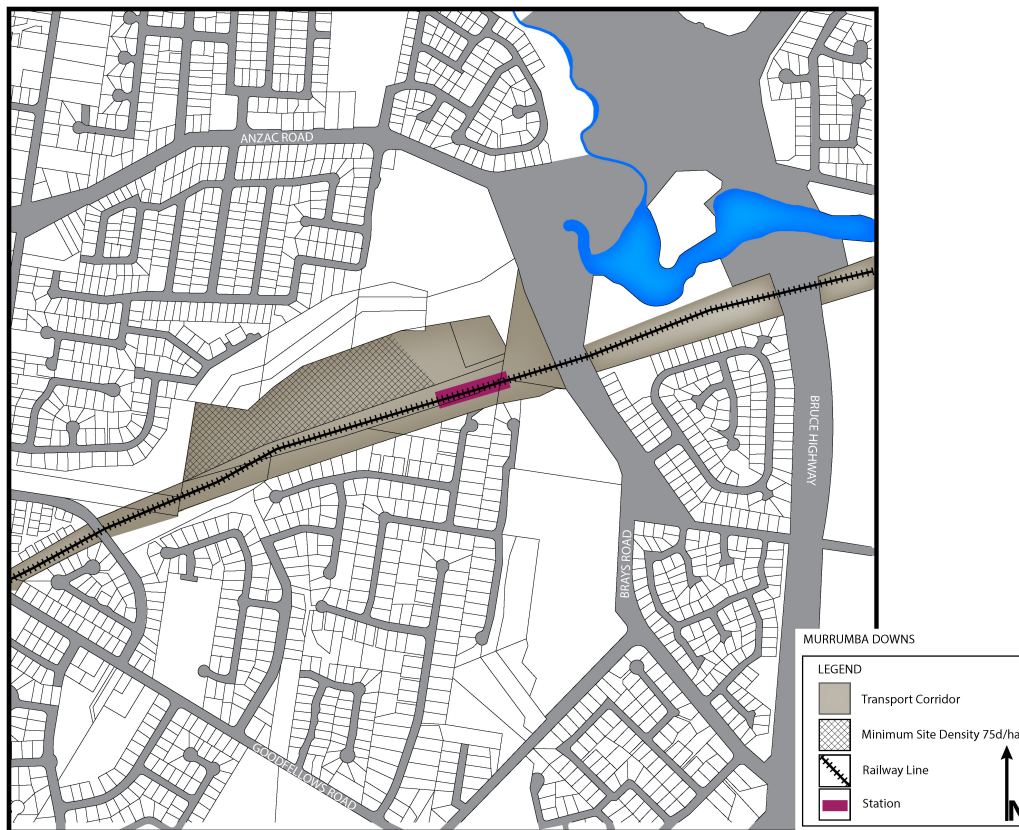 ANZAC ROAD
BRUCE HIGHWAY
BRAYS ROAD
GOODFELLOWS ROAD
MURRUMBA DOWNS
LEGEND
Transport Corridor
Minimum Site Density 75d/ha
Railway Line
Station
N